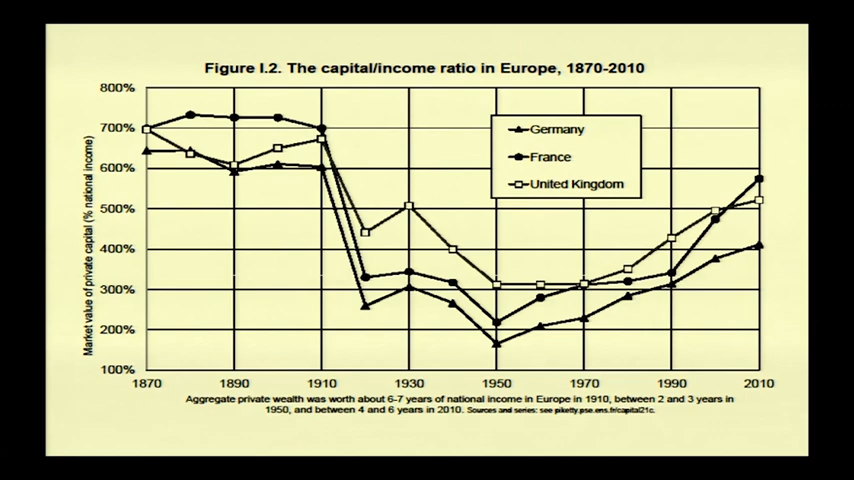 Figure I.2. The capital/income ratio in Europe, 1870-2010
Market value of private capital (% national income)
800%
700%
600%
500%
400%
300%
200%
100%
Germany
France
United Kingdom
1870 1890 1910 1930 1950 1970 1990 2010
Aggregate private wealth was worth about 6-7 years of national income in Europe in 1910, between 2 and 3 years in
1950, and between 4 and 6 years in 2010. Sources and series: see piketty.pse.ens.fr/capital21c.